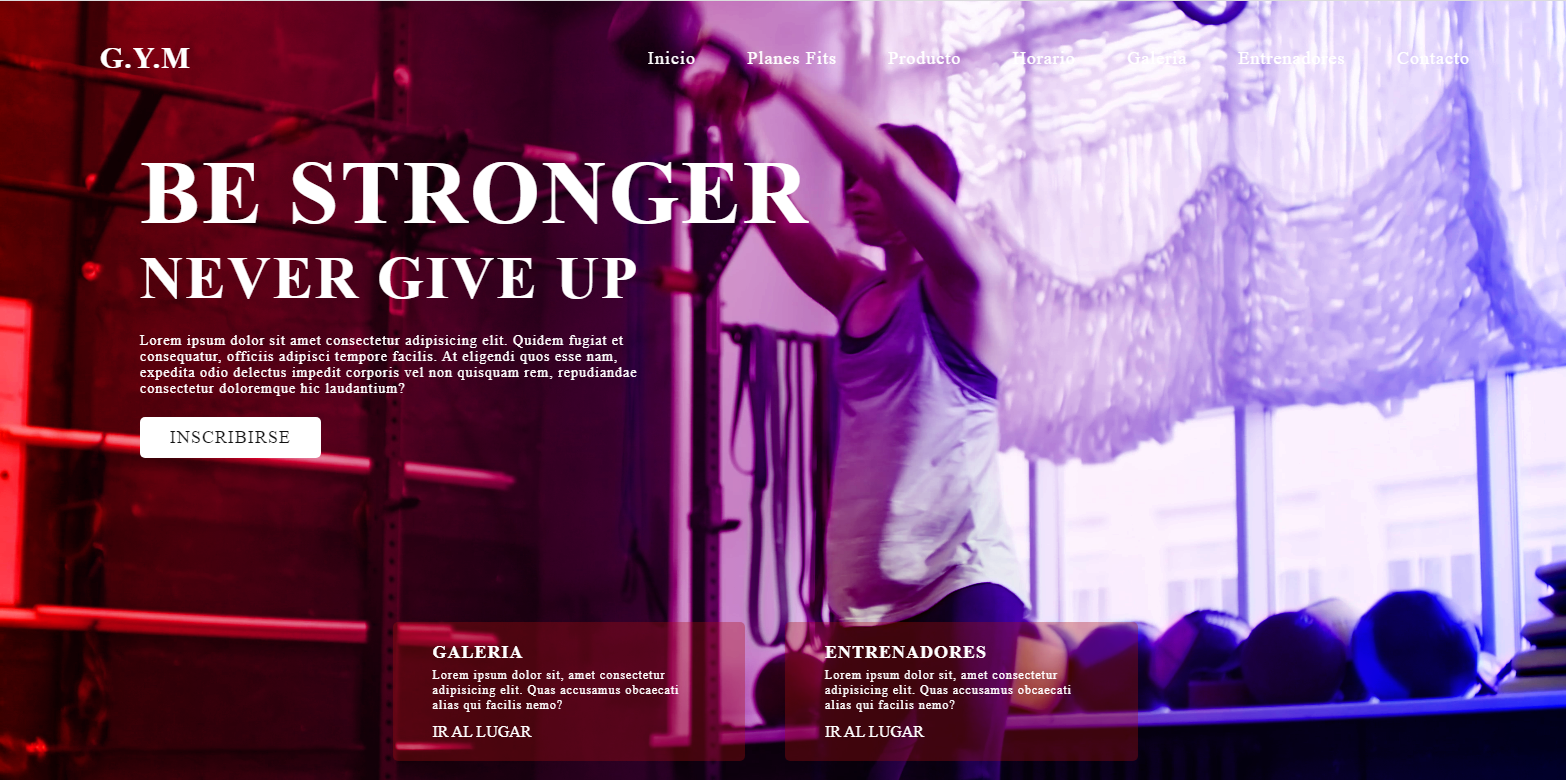 G.Y.M
Inicio Planes Fits Producto Horario Galeria Entrenadores Contacto
BE STRONGER
NEVER GIVE UP
Lorem ipsum dolor sit amet consectetur adipisicing elit. Quidem fugiat et
consequatur, officiis adipisci tempore facilis. At eligendi quos esse nam,
expedita odio delectus impedit corporis vel non quisquam rem, repudiandae
consectetur doloremque hic laudantium?
INSCRIBIRSE
GALERIA
Lorem ipsum dolor sit, amet consectetur
adipisicing elit. Quas accusamus obcaecati
alias qui facilis nemo?
IR AL LUGAR
ENTRENADORES
Lorem ipsum dolor sit, amet consectetur
adipisicing elit. Quas accusamus obcaecati
alias qui facilis nemo?
IR AL LUGAR